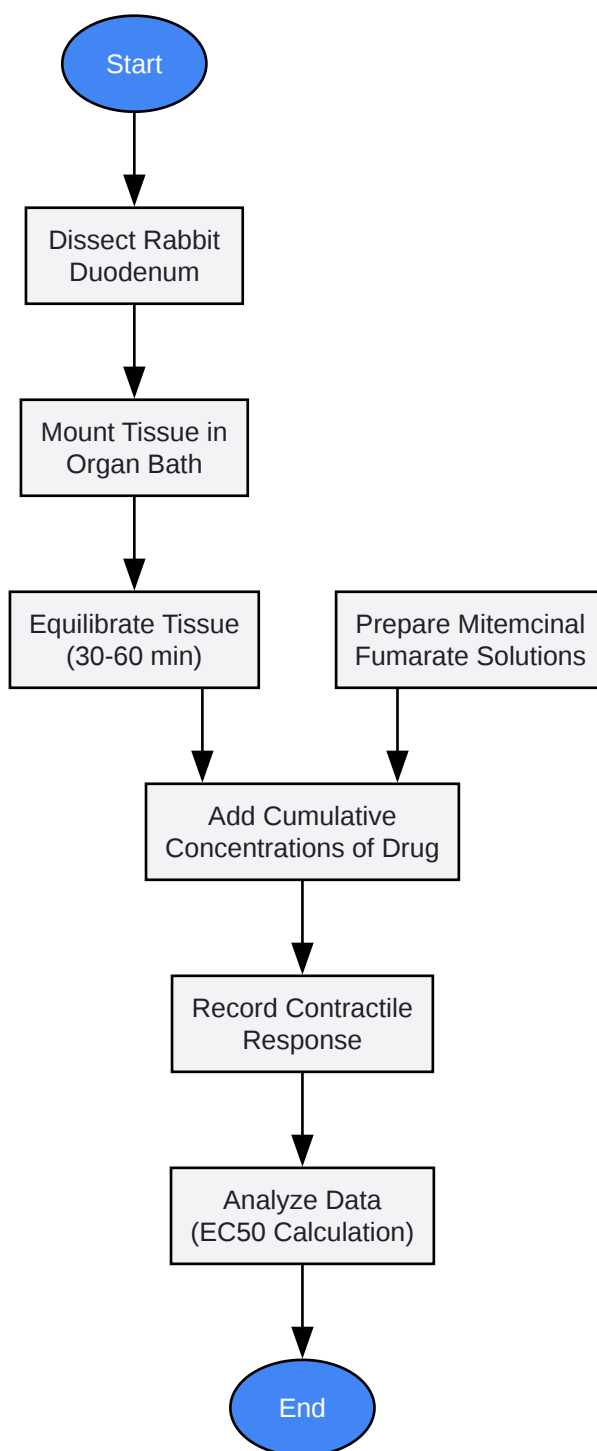 Start
Dissect Rabbit
Duodenum
Mount Tissue in
Organ Bath
Equilibrate Tissue
(30-60 min)
Prepare Mitemcinal
Fumarate Solutions
Add Cumulative
Concentrations of Drug
Record Contractile
Response
Analyze Data
(EC50 Calculation)
End